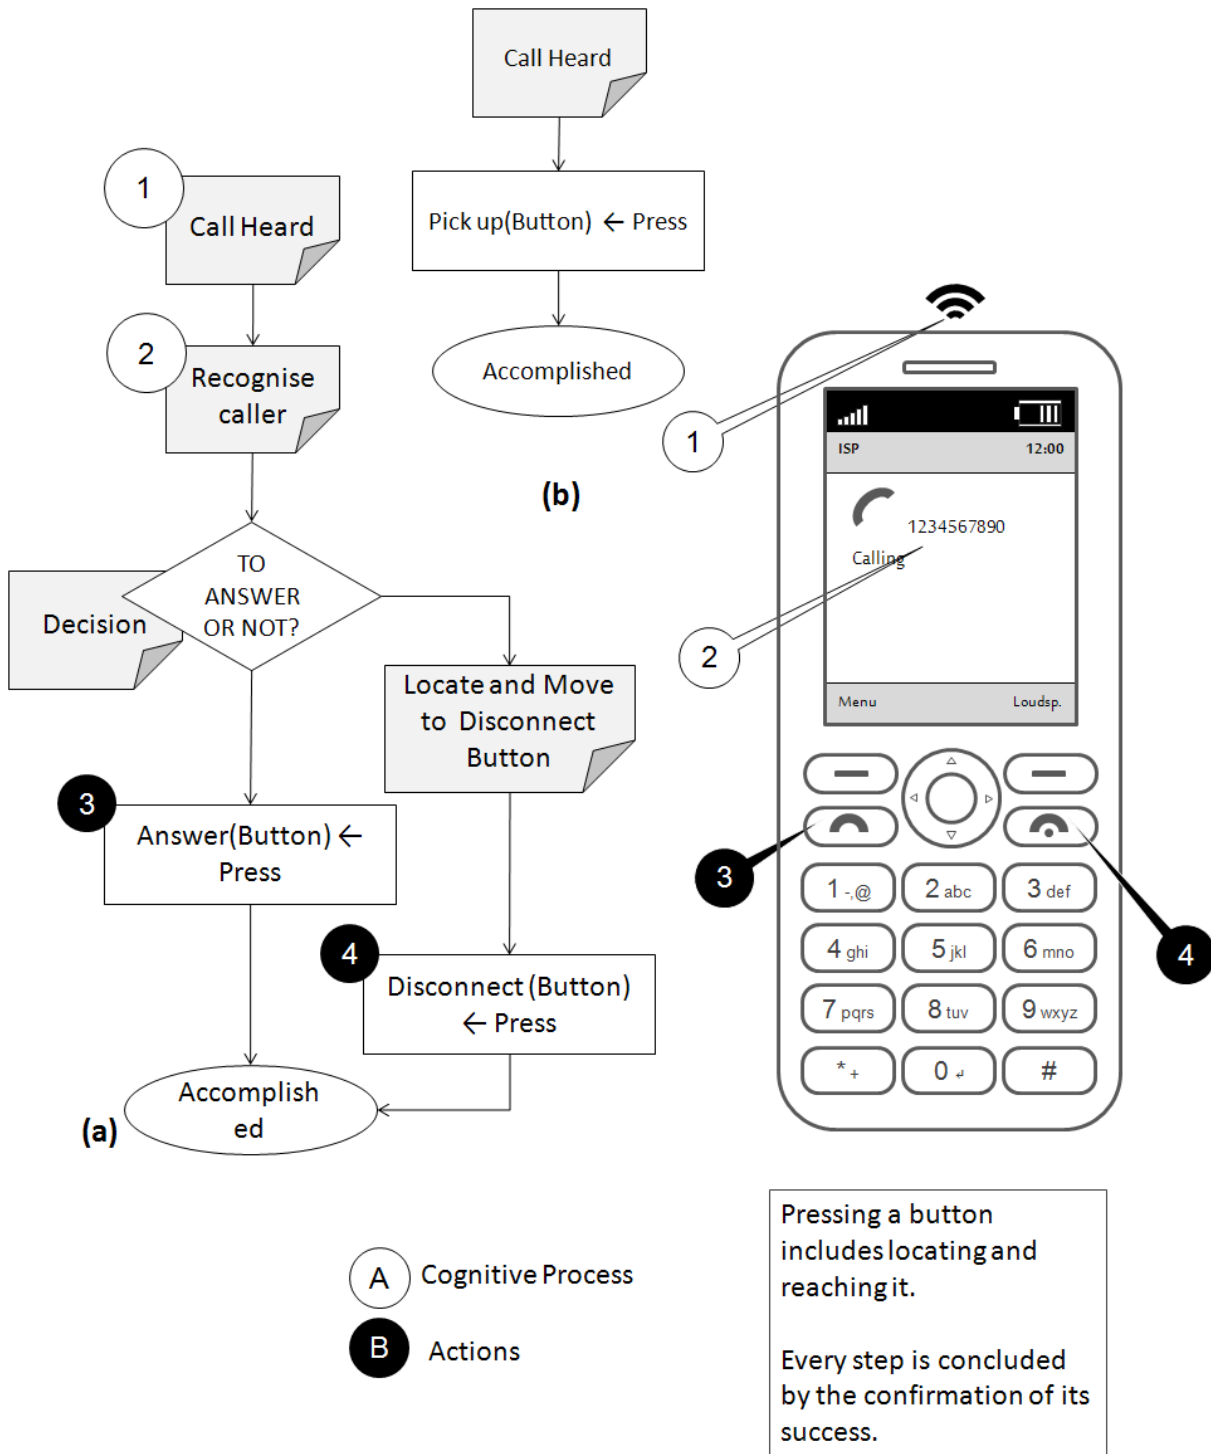 Call Heard
Pick up(Button) ← Press
Accomplished
(b)
1
Call Heard
2
Recognise
caller
TO
ANSWER
OR NOT?
Decision
Locate and Move
to Disconnect
Button
3
Answer(Button) ←
Press
4
Disconnect (Button)
← Press
Accomplish
ed
(a)
1
ISP 12:00
1234567890
Calling
2
Menu Loudsp.
3
4
1 -,@ 2 abc 3 def
4 ghi 5 jkl 6 mno
7 pqrs 8 tuv 9 wxyz
* + 0 ↲ #
A Cognitive Process
B Actions
Pressing a button
includes locating and
reaching it.
Every step is concluded
by the confirmation of its
success.